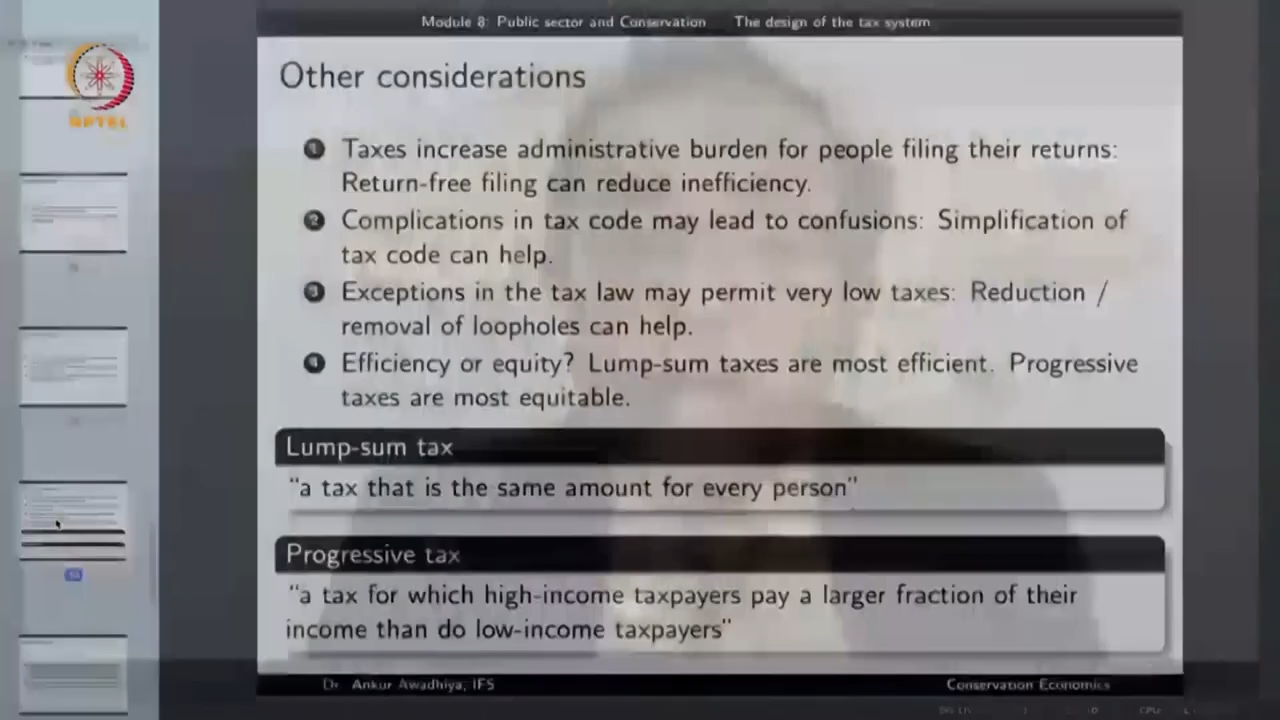 Module 8: Public sector and Conservation The design of the tax system
NPTEL
Other considerations
1 Taxes increase administrative burden for people filing their returns:
Return-free filing can reduce inefficiency.
2 Complications in tax code may lead to confusions: Simplification of
tax code can help.
3 Exceptions in the tax law may permit very low taxes: Reduction /
removal of loopholes can help.
4 Efficiency or equity? Lump-sum taxes are most efficient. Progressive
taxes are most equitable.
Lump-sum tax
"a tax that is the same amount for every person"
Progressive tax
"a tax for which high-income taxpayers pay a larger fraction of their
income than do low-income taxpayers"
Dr. Ankur Awadhiya, IFS Conservation Economics